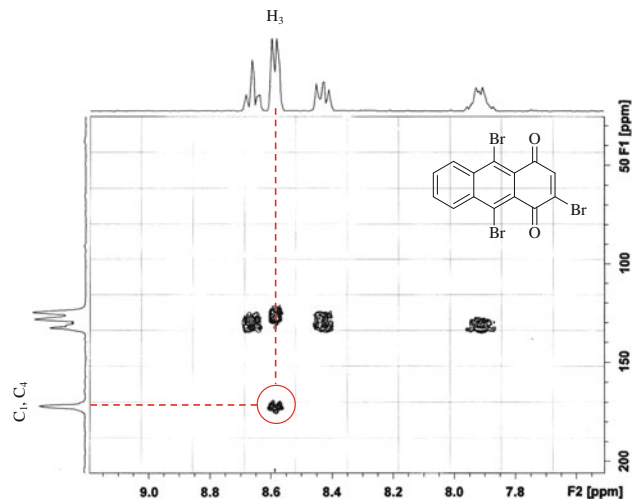 H₃
Br
O
Br
Br
O
50
100
150
200
F1 [ppm]
C₁, C₄
9.0
8.8
8.6
8.4
8.2
8.0
7.8
F2 [ppm]